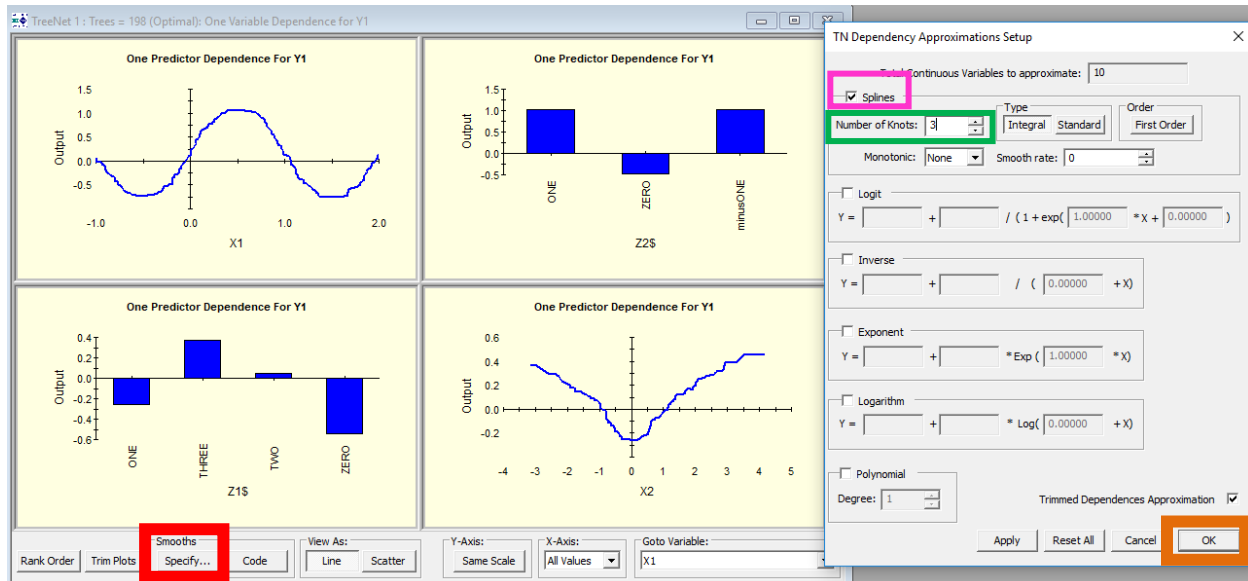 TreeNet 1 : Trees = 198 (Optimal): One Variable Dependence for Y1
One Predictor Dependence For Y1
1.5
1.0
0.5
0.0
-0.5
Output
-1.0 0.0 1.0 2.0
X1
One Predictor Dependence For Y1
1.5
1.0
0.5
0.0
-0.5
Output
ONE ZERO minusONE
Z2$
One Predictor Dependence For Y1
0.4
0.2
0.0
-0.2
-0.4
-0.6
Output
ONE THREE TWO ZERO
Z1$
One Predictor Dependence For Y1
0.6
0.4
0.2
0.0
-0.2
Output
-4 -3 -2 -1 0 1 2 3 4 5
X2
Smooths View As: Y-Axis: X-Axis: Goto Variable:
Rank Order Trim Plots Specify... Code Line Scatter Same Scale All Values X1
TN Dependency Approximations Setup
Total Continuous Variables to approximate: 10
Splines
Type Order
Number of Knots: 3 Integral Standard First Order
Monotonic: None Smooth rate: 0
Logit
Y = + / ( 1 + exp( 1.00000 * X + 0.00000 )
Inverse
Y = + / ( 0.00000 + X)
Exponent
Y = + * Exp ( 1.00000 * X)
Logarithm
Y = + * Log( 0.00000 + X)
Polynomial
Degree: 1
Trimmed Dependences Approximation
Apply Reset All Cancel OK